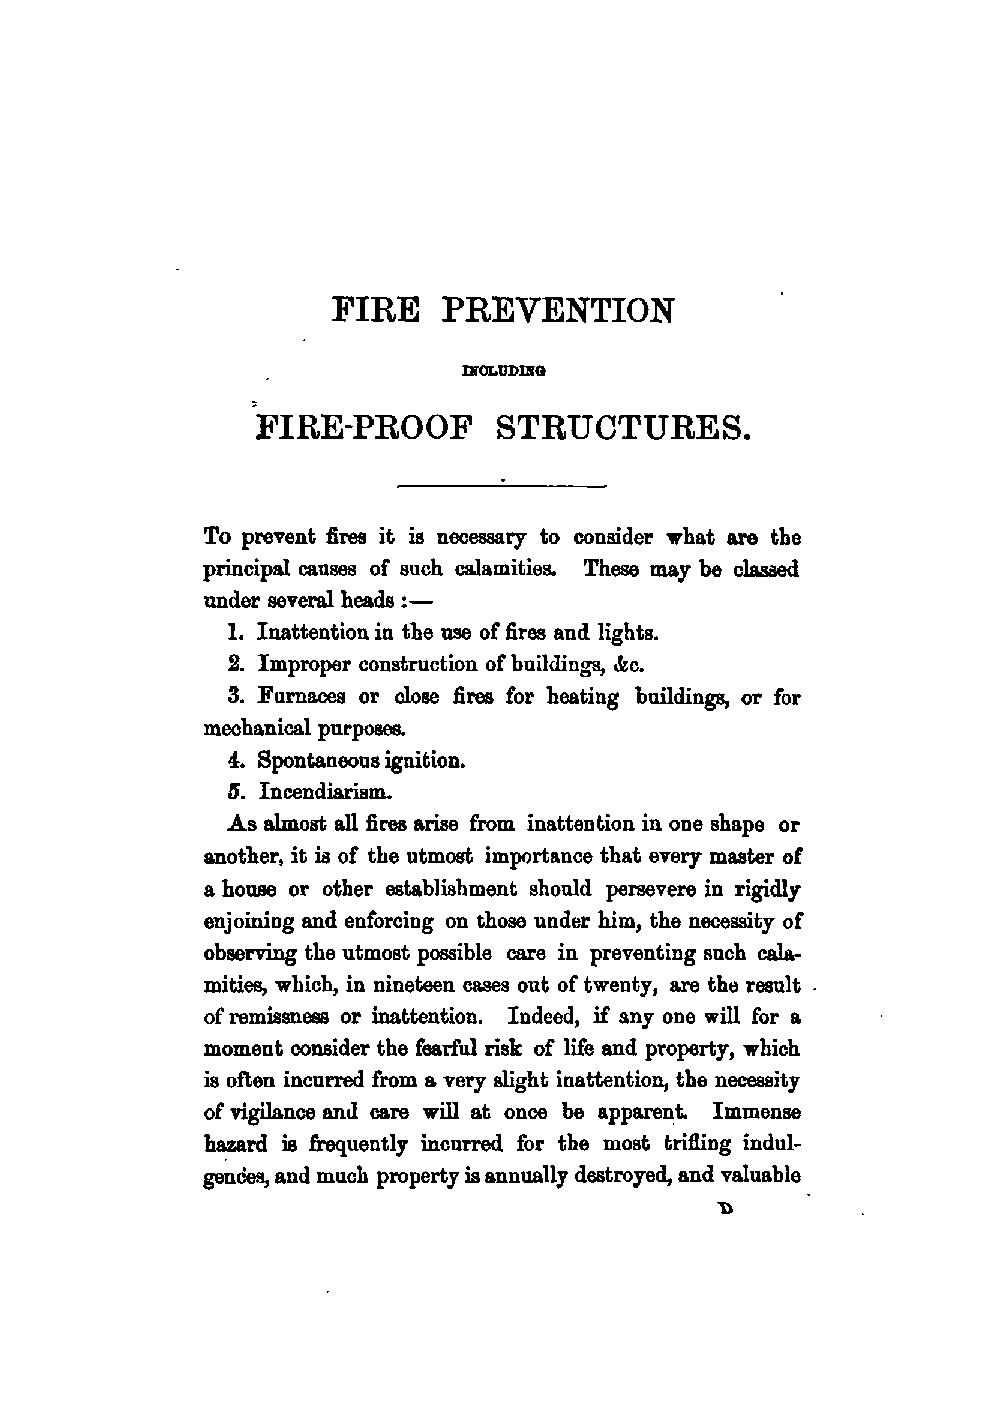 FIRE PREVENTION
INCLUDING
FIRE-PROOF STRUCTURES.
To prevent fires it is necessary to consider what are the
principal causes of such calamities. These may be classed
under several heads :—
1. Inattention in the use of fires and lights.
2. Improper construction of buildings, &c.
3. Furnaces or close fires for heating buildings, or for
mechanical purposes.
4. Spontaneous ignition.
5. Incendiarism.
As almost all fires arise from inattention in one shape or
another, it is of the utmost importance that every master of
a house or other establishment should persevere in rigidly
enjoining and enforcing on those under him, the necessity of
observing the utmost possible care in preventing such cala-
mities, which, in nineteen cases out of twenty, are the result
of remissness or inattention. Indeed, if any one will for a
moment consider the fearful risk of life and property, which
is often incurred from a very slight inattention, the necessity
of vigilance and care will at once be apparent. Immense
hazard is frequently incurred for the most trifling indul-
gences, and much property is annually destroyed, and valuable
D